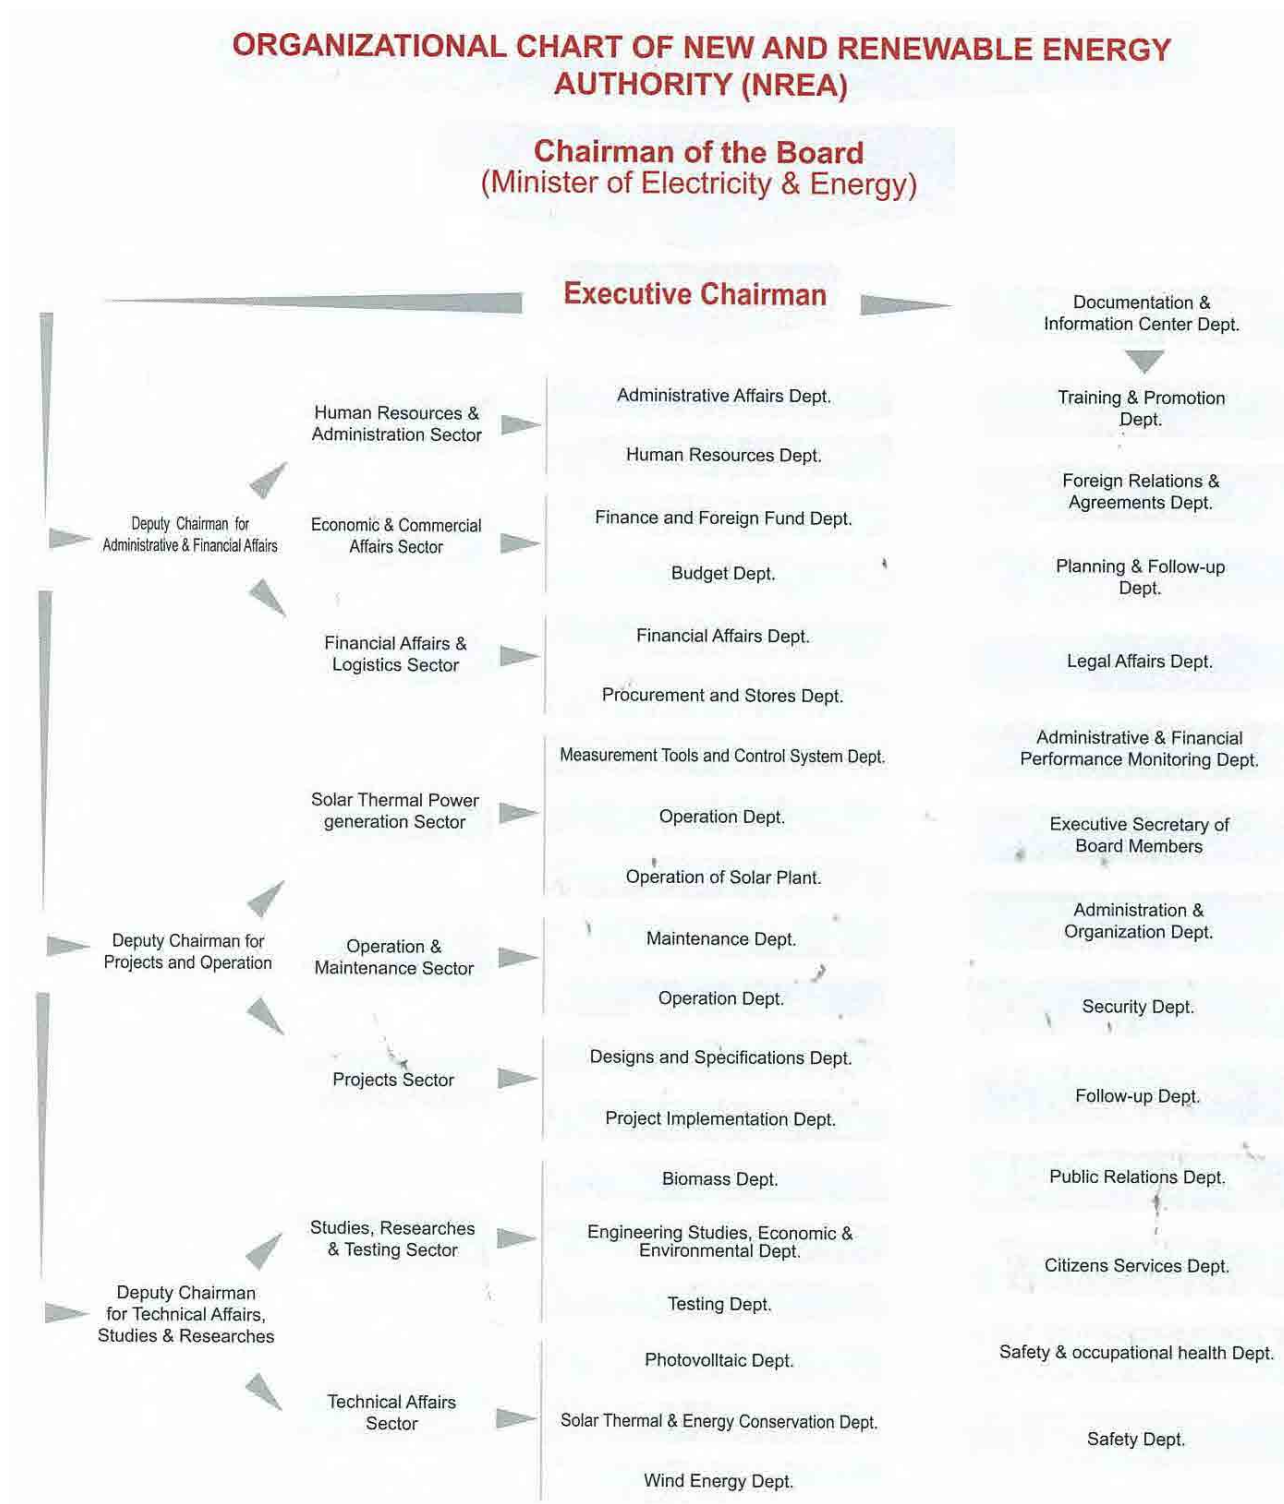 ORGANIZATIONAL CHART OF NEW AND RENEWABLE ENERGY
AUTHORITY (NREA)
Chairman of the Board
(Minister of Electricity & Energy)
Executive Chairman
Deputy Chairman for
Administrative & Financial Affairs
Human Resources &
Administration Sector
Administrative Affairs Dept.
Human Resources Dept.
Economic & Commercial
Affairs Sector
Finance and Foreign Fund Dept.
Budget Dept.
Financial Affairs &
Logistics Sector
Financial Affairs Dept.
Procurement and Stores Dept.
Deputy Chairman for
Projects and Operation
Solar Thermal Power
generation Sector
Measurement Tools and Control System Dept.
Operation Dept.
Operation of Solar Plant.
Operation &
Maintenance Sector
Maintenance Dept.
Operation Dept.
Projects Sector
Designs and Specifications Dept.
Project Implementation Dept.
Deputy Chairman
for Technical Affairs,
Studies & Researches
Studies, Researches
& Testing Sector
Biomass Dept.
Engineering Studies, Economic &
Environmental Dept.
Testing Dept.
Technical Affairs
Sector
Photovolltaic Dept.
Solar Thermal & Energy Conservation Dept.
Wind Energy Dept.
Documentation &
Information Center Dept.
Training & Promotion
Dept.
Foreign Relations &
Agreements Dept.
Planning & Follow-up
Dept.
Legal Affairs Dept.
Administrative & Financial
Performance Monitoring Dept.
Executive Secretary of
Board Members
Administration &
Organization Dept.
Security Dept.
Follow-up Dept.
Public Relations Dept.
Citizens Services Dept.
Safety & occupational health Dept.
Safety Dept.